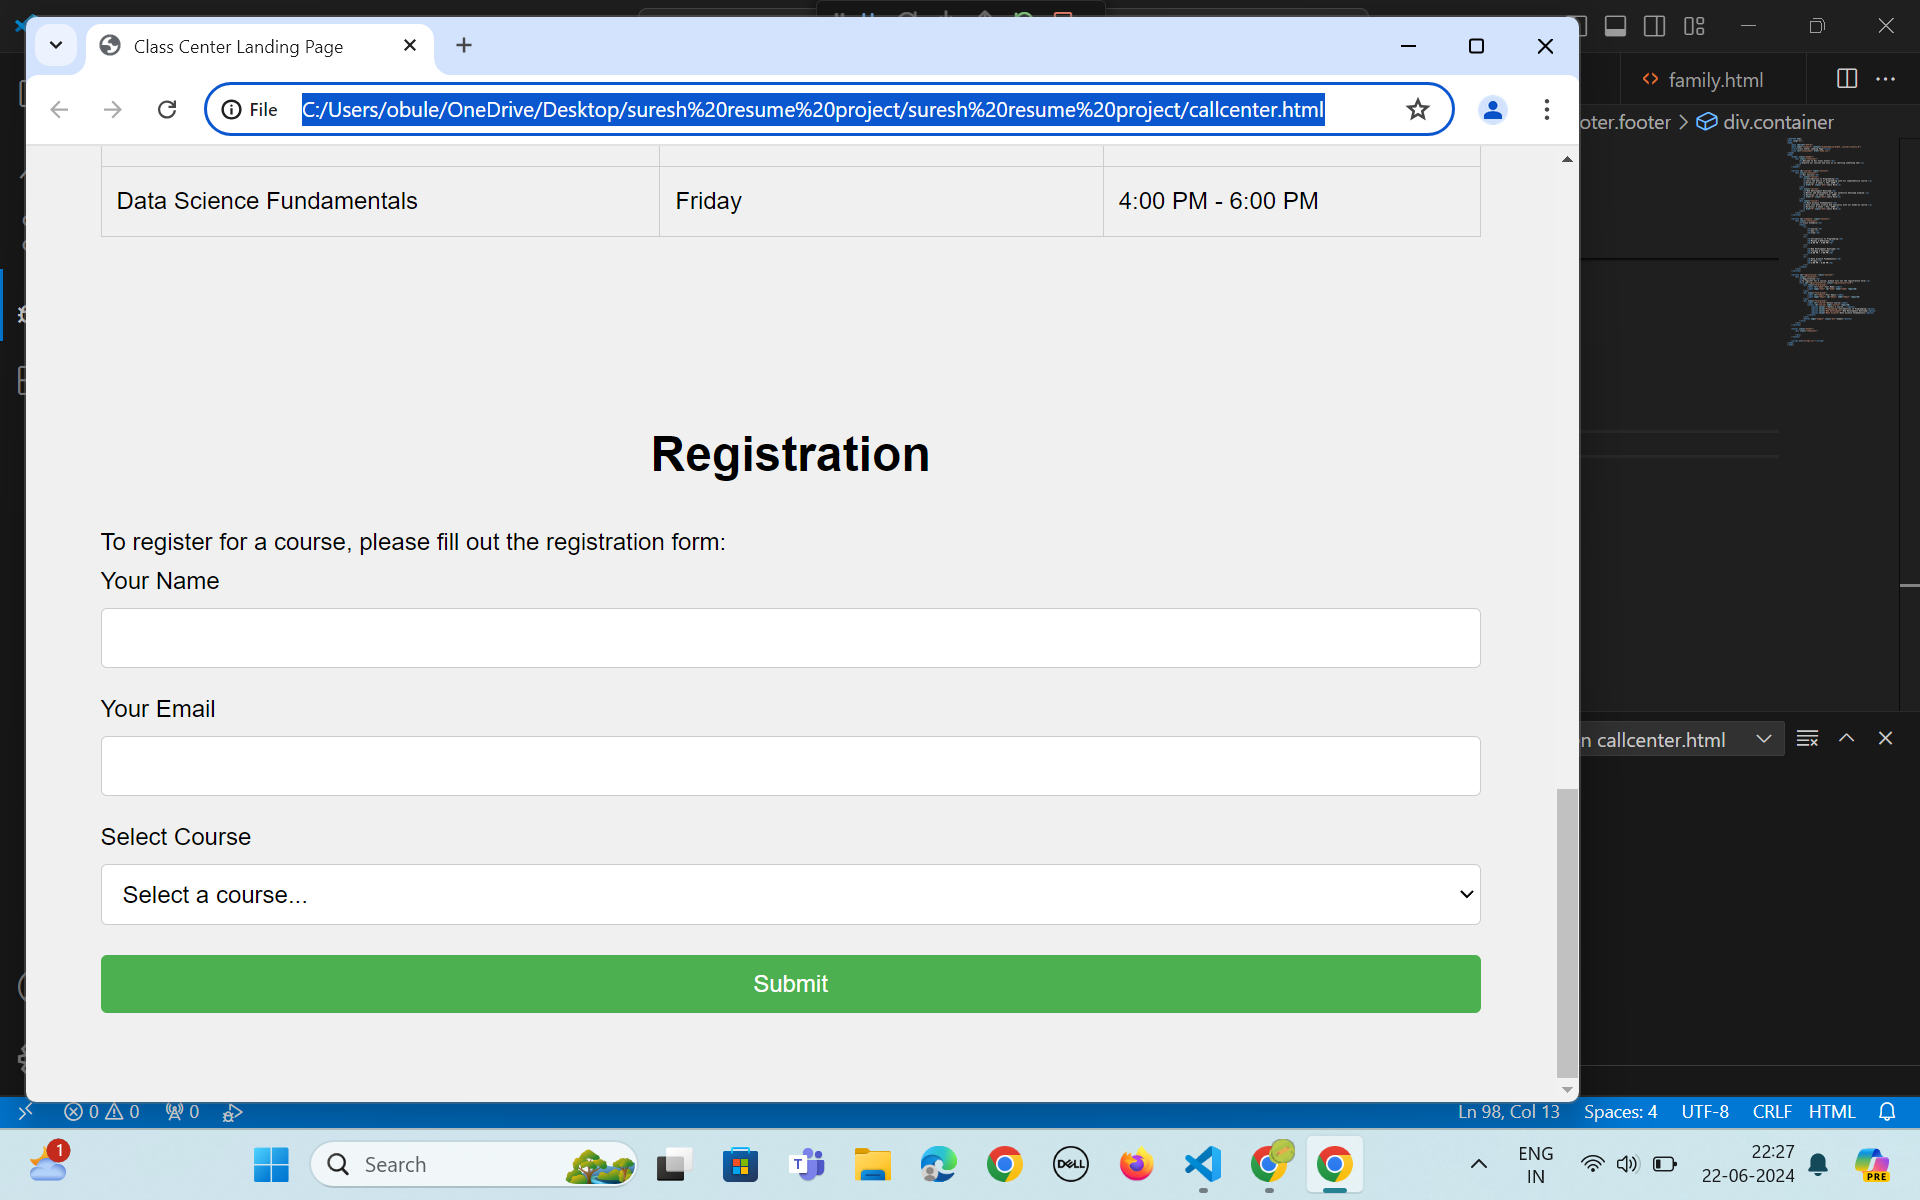 Class Center Landing Page
File
C:/Users/obule/OneDrive/Desktop/suresh%20resume%20project/suresh%20resume%20project/callcenter.html
family.html
oter.footer > div.container
Data Science Fundamentals
Friday
4:00 PM - 6:00 PM
Registration
To register for a course, please fill out the registration form:
Your Name
Your Email
n callcenter.html
Select Course
Select a course...
Submit
0
0
0
Ln 98, Col 13
Spaces: 4
UTF-8
CRLF
HTML
1
Search
T
DELL
ENG
IN
22:27
22-06-2024
PRE